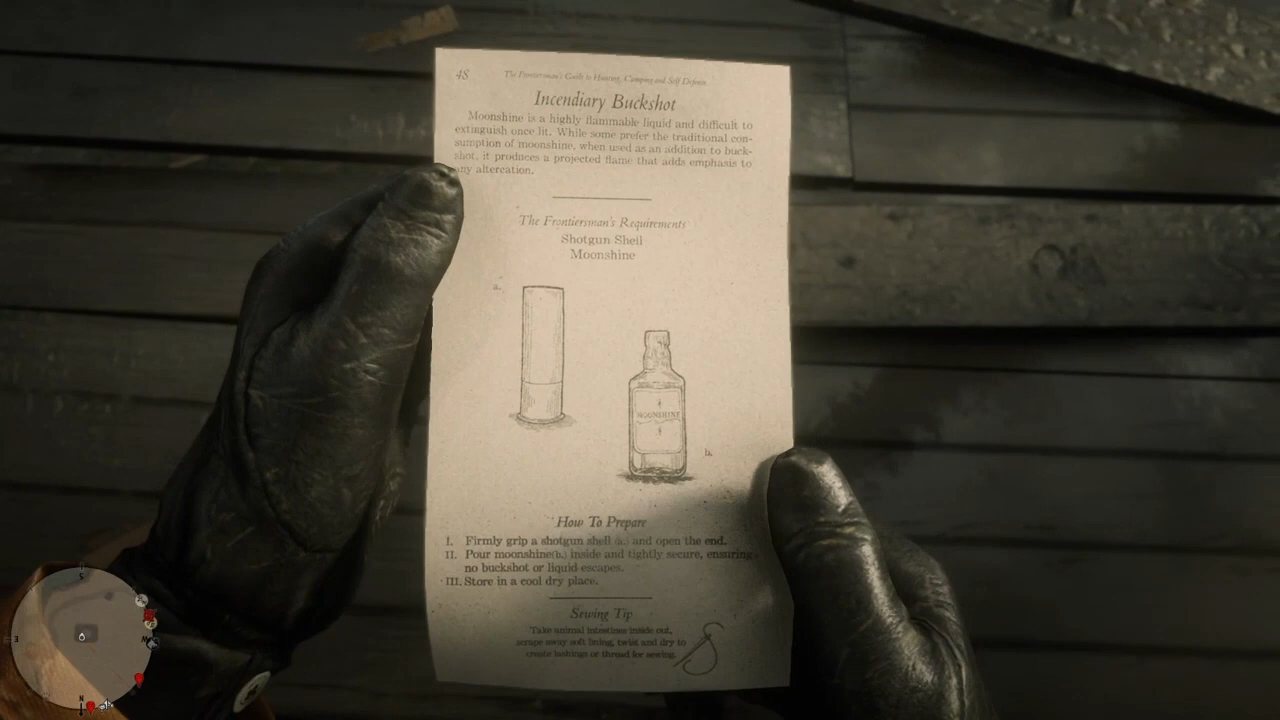 48 The Frontiersman's Guide to Hunting, Camping and Self Defense
Incendiary Buckshot
Moonshine is a highly flammable liquid and difficult to
extinguish once lit. While some prefer the traditional con-
sumption of moonshine, when used as an addition to buck-
shot, it produces a projected flame that adds emphasis to
any altercation.
The Frontiersman's Requirements
Shotgun Shell
Moonshine
a.
MOONSHINE
b.
How To Prepare
I. Firmly grip a shotgun shell (a.) and open the end.
II. Pour moonshine(b.) inside and tightly secure, ensuring
no buckshot or liquid escapes.
III. Store in a cool dry place.
Sewing Tip
Take animal intestines inside out,
scrape away soft lining, twist and dry to
create lashings or thread for sewing.
S
E
W
N